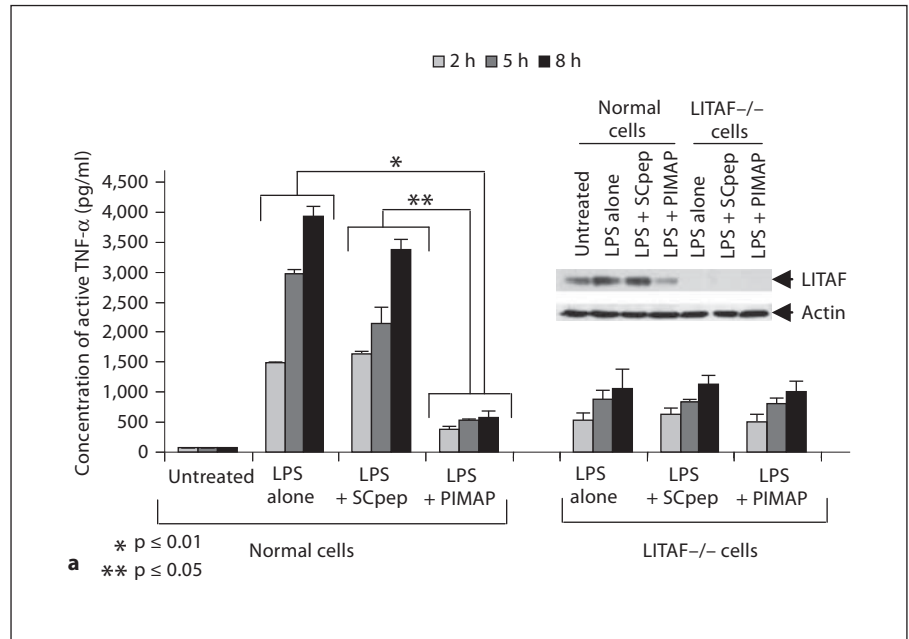 2 h 5 h 8 h
Normal cells
LITAF–/– cells
Untreated
LPS alone
LPS + SCpep
LPS + PIMAP
LPS alone
LPS + SCpep
LPS + PIMAP
LITAF
Actin
Concentration of active TNF-α (pg/ml)
4,500
4,000
3,500
3,000
2,500
2,000
1,500
1,000
500
0
*
**
Untreated
LPS alone
LPS + SCpep
LPS + PIMAP
LPS alone
LPS + SCpep
LPS + PIMAP
Normal cells
LITAF–/– cells
a
* p ≤ 0.01
** p ≤ 0.05